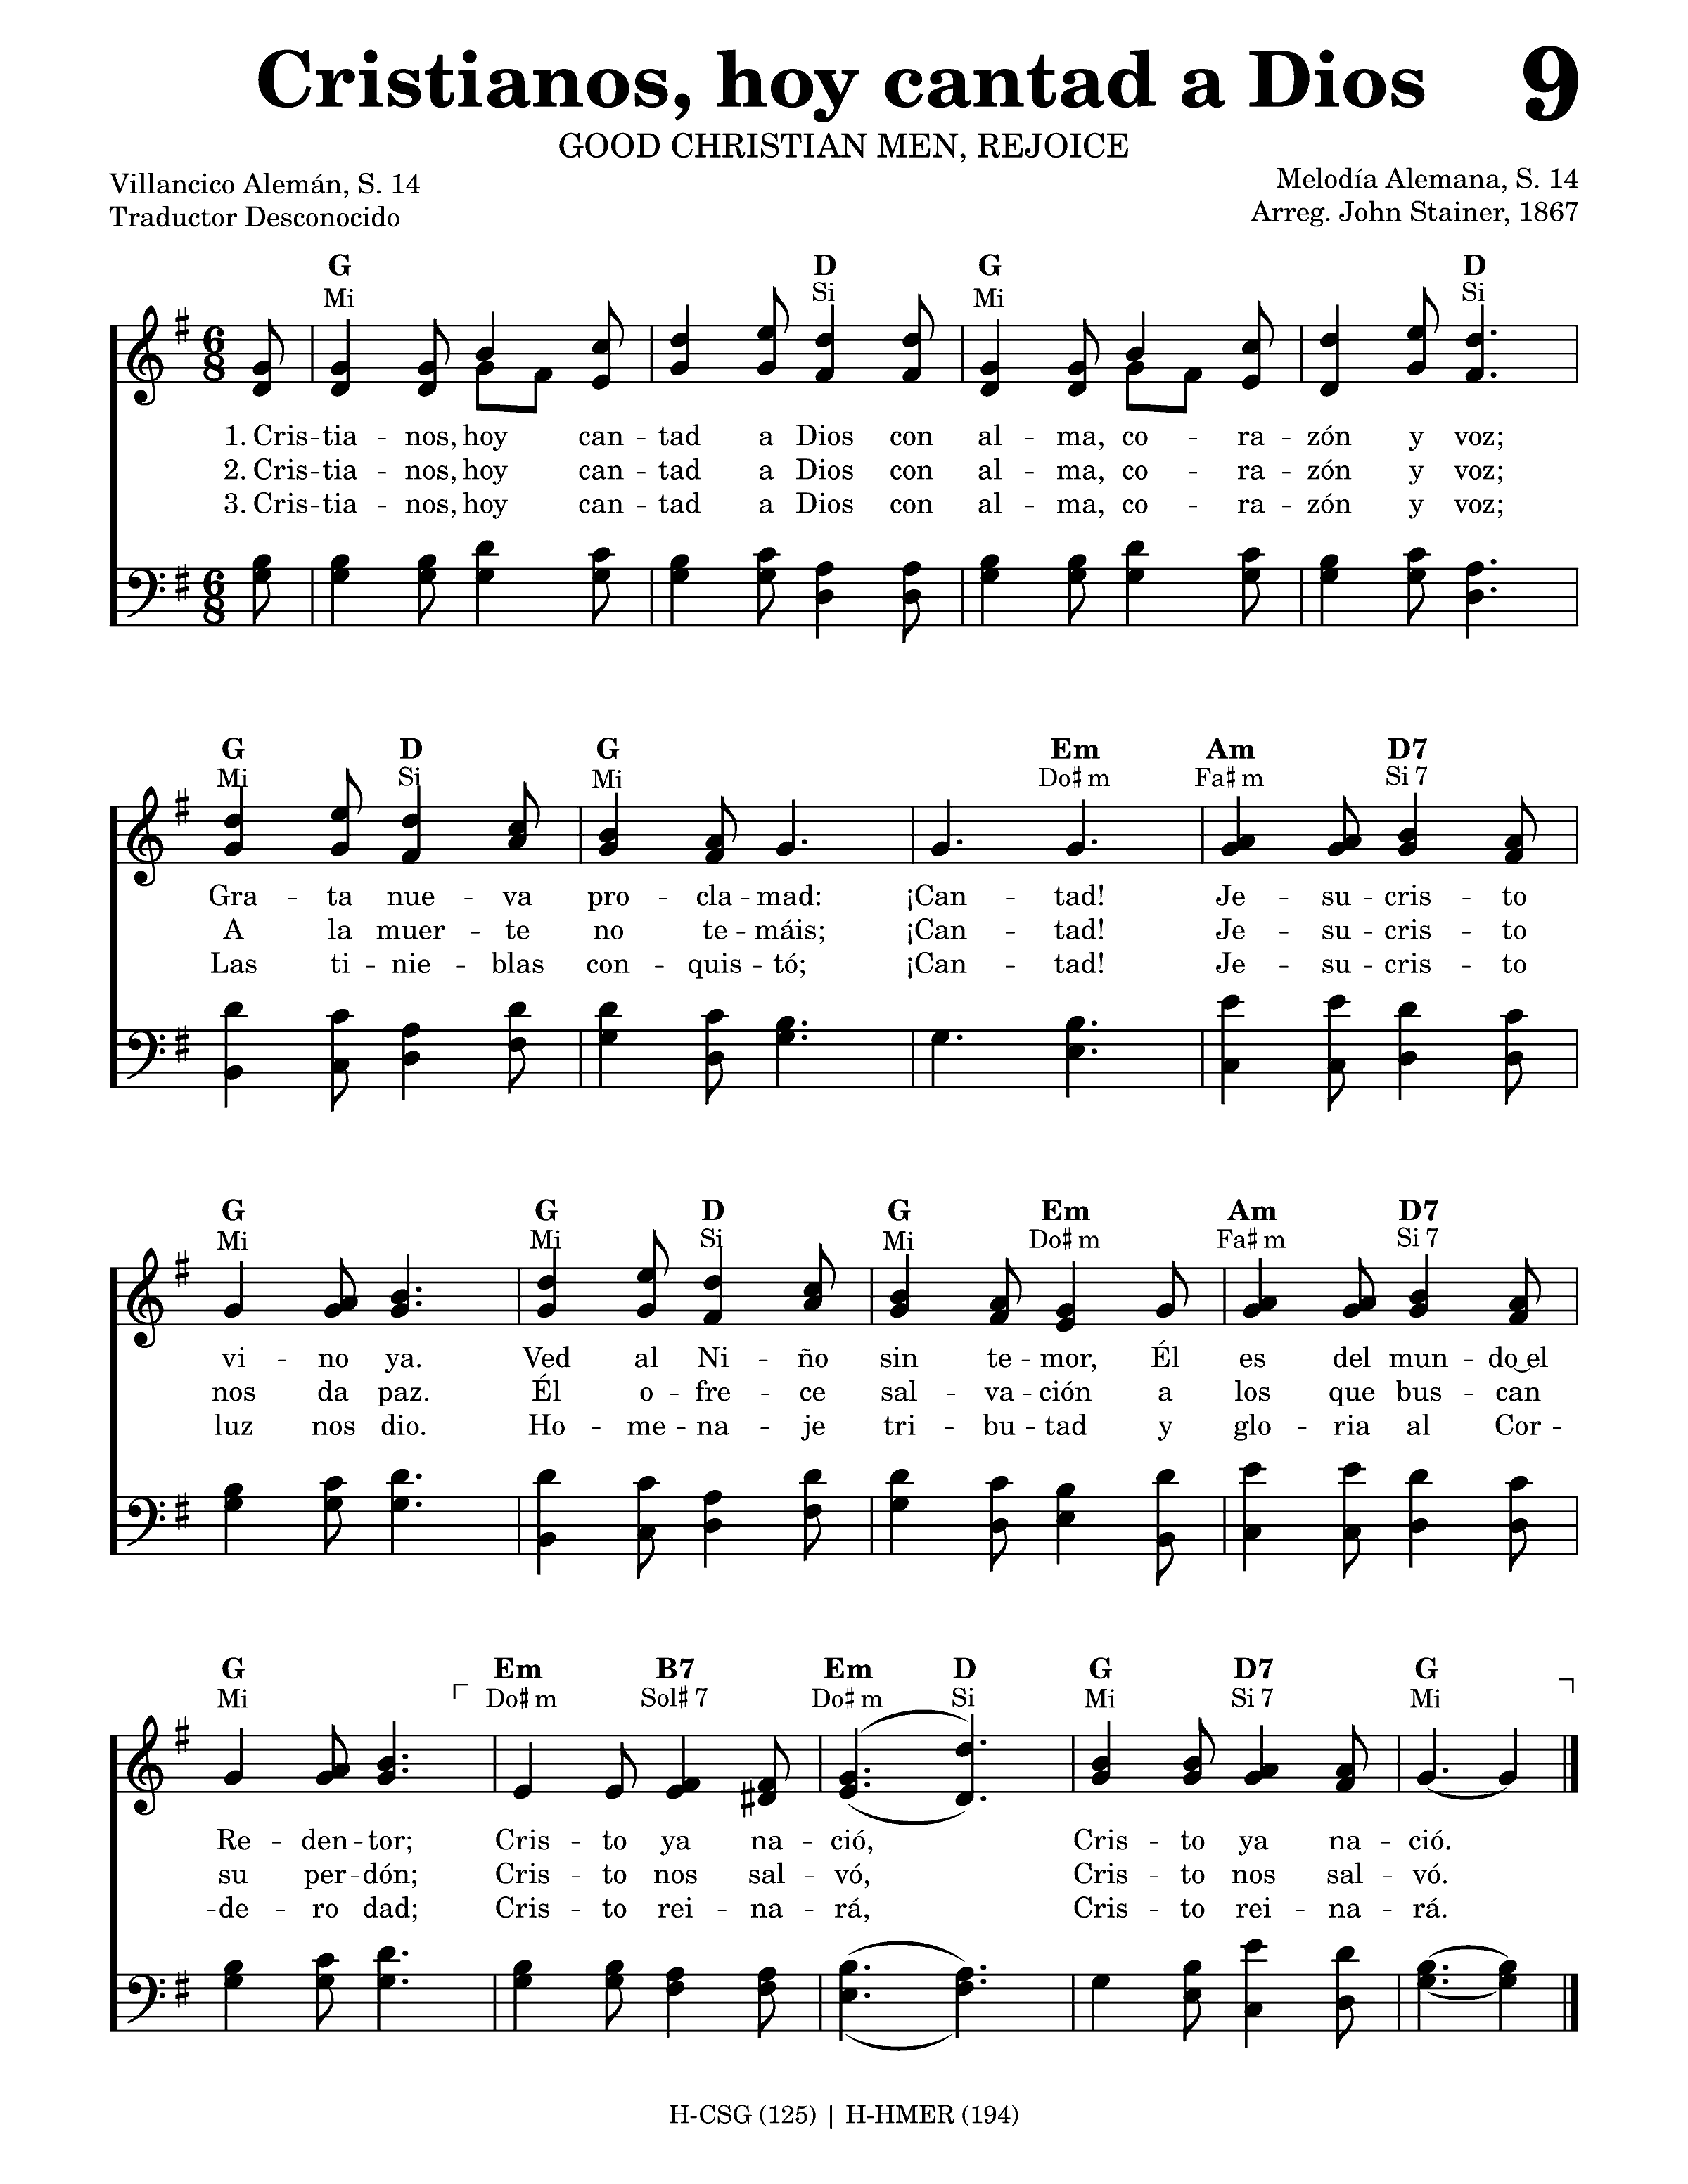 Cristianos, hoy cantad a Dios 9
GOOD CHRISTIAN MEN, REJOICE
Villancico Alemán, S. 14
Traductor Desconocido
Melodía Alemana, S. 14
Arreg. John Stainer, 1867
G D G D
Mi Si Mi Si
6 8
1. Cris -- tia -- nos, hoy can -- tad a Dios con al -- ma, co -- ra -- zón y voz;
2. Cris -- tia -- nos, hoy can -- tad a Dios con al -- ma, co -- ra -- zón y voz;
3. Cris -- tia -- nos, hoy can -- tad a Dios con al -- ma, co -- ra -- zón y voz;
6 8
G D G Em Am D7
Mi Si Mi Do♯m Fa♯m Si 7
Gra -- ta nue -- va pro -- cla -- mad: ¡Can -- tad! Je -- su -- cris -- to
A la muer -- te no te -- máis; ¡Can -- tad! Je -- su -- cris -- to
Las ti -- nie -- blas con -- quis -- tó; ¡Can -- tad! Je -- su -- cris -- to
G G D G Em Am D7
Mi Mi Si Mi Do♯m Fa♯m Si 7
vi -- no ya. Ved al Ni -- ño sin te -- mor, Él es del mun -- do‿el
nos da paz. Él o -- fre -- ce sal -- va -- ción a los que bus -- can
luz nos dio. Ho -- me -- na -- je tri -- bu -- tad y glo -- ria al Cor --
G Em B7 Em D G D7 G
Mi Do♯m Sol♯7 Do♯m Si Mi Si 7 Mi
Re -- den -- tor; Cris -- to ya na -- ció, Cris -- to ya na -- ció.
su per -- dón; Cris -- to nos sal -- vó, Cris -- to nos sal -- vó.
-- de -- ro dad; Cris -- to rei -- na -- rá, Cris -- to rei -- na -- rá.
H-CSG (125) | H-HMER (194)